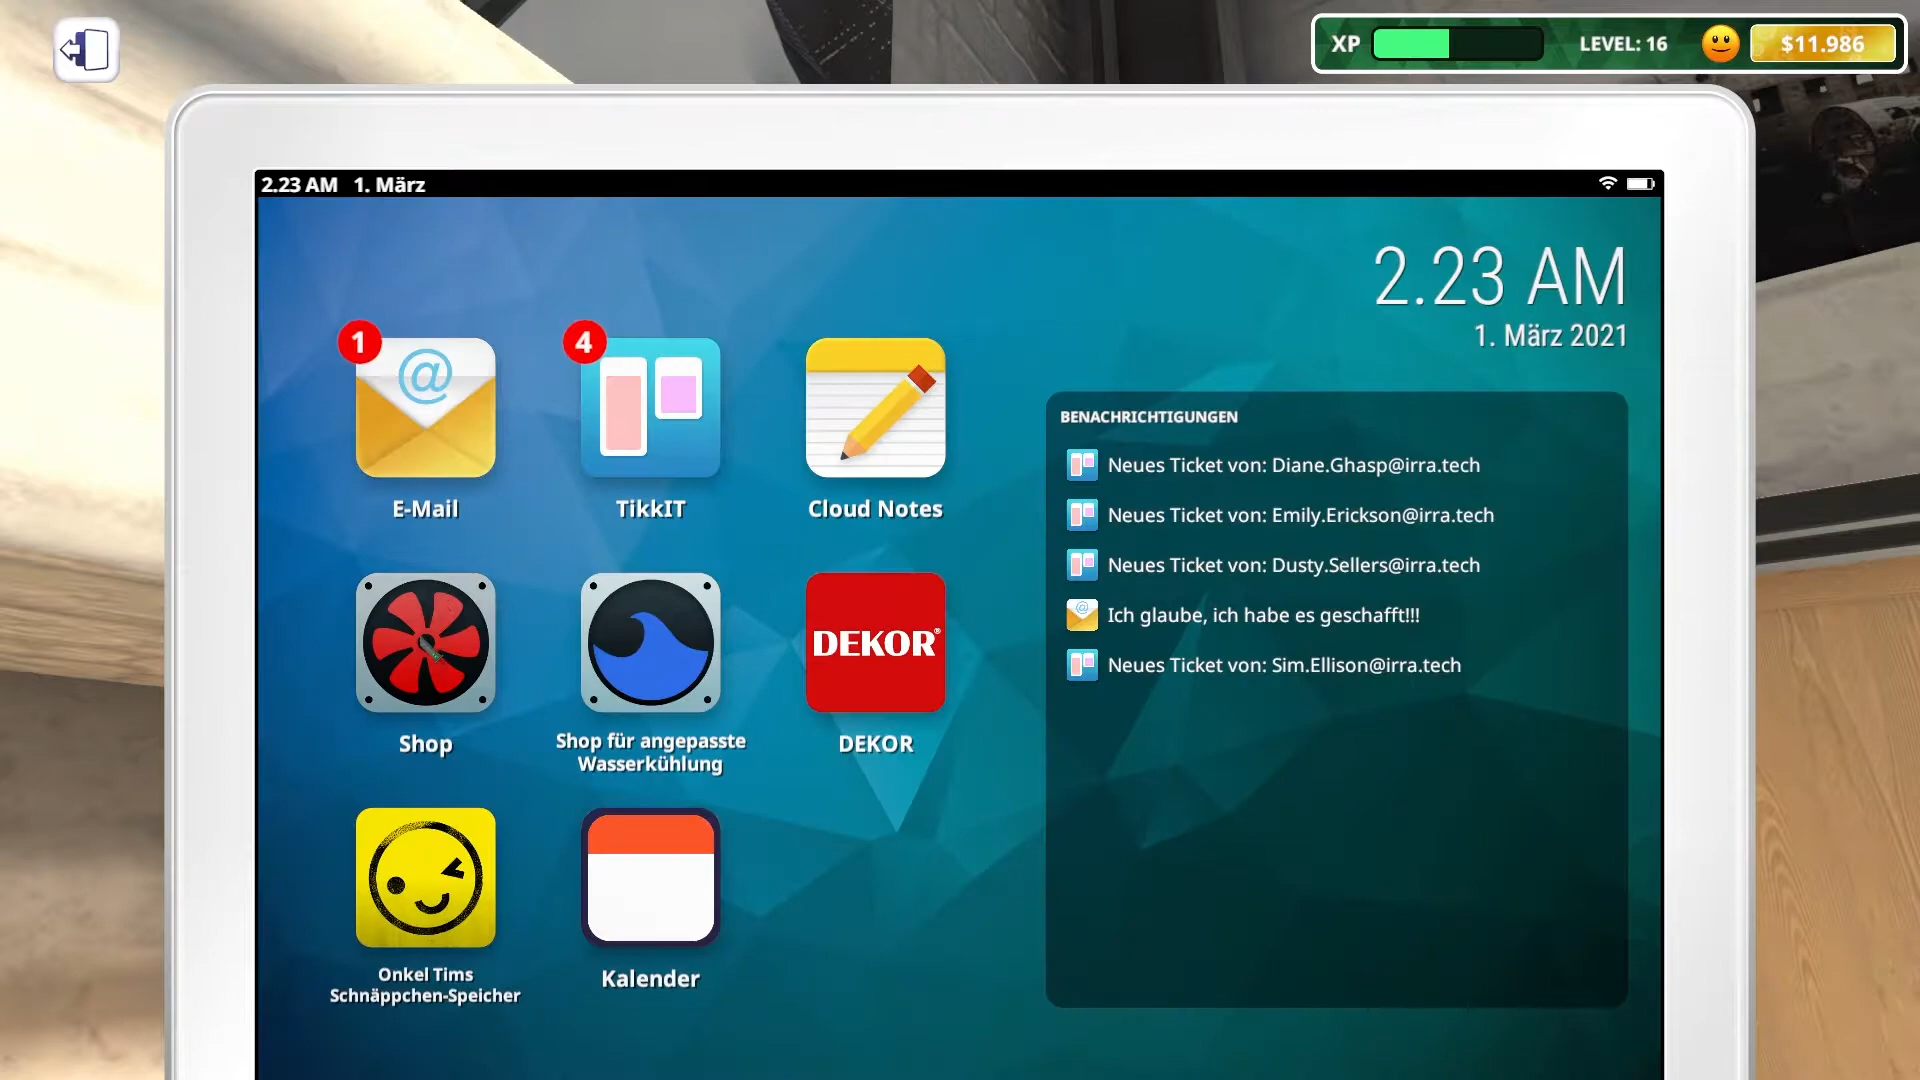 XP
LEVEL: 16
$11.986
2.23 AM 1. März
2.23 AM
1. März 2021
1
4
@
E-Mail
TikkIT
Cloud Notes
BENACHRICHTIGUNGEN
Neues Ticket von: Diane.Ghasp@irra.tech
Neues Ticket von: Emily.Erickson@irra.tech
Neues Ticket von: Dusty.Sellers@irra.tech
Ich glaube, ich habe es geschafft!!!
Neues Ticket von: Sim.Ellison@irra.tech
DEKOR®
Shop
Shop für angepasste
Wasserkühlung
DEKOR
Onkel Tims
Schnäppchen-Speicher
Kalender